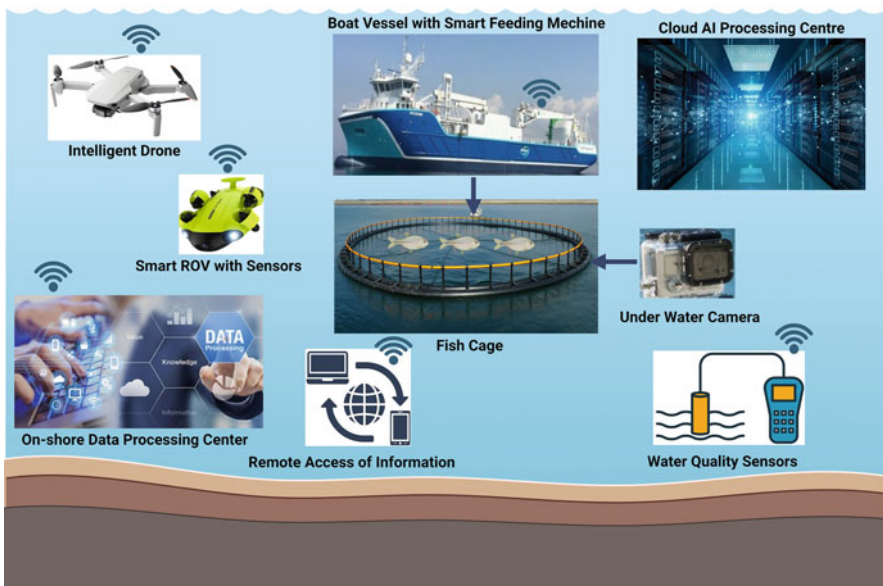 Boat Vessel with Smart Feeding Mechine
Cloud AI Processing Centre
Intelligent Drone
Smart ROV with Sensors
Under Water Camera
Fish Cage
DATA
Processing
Value
Knowledge
Information
On-shore Data Processing Center
Remote Access of Information
Water Quality Sensors